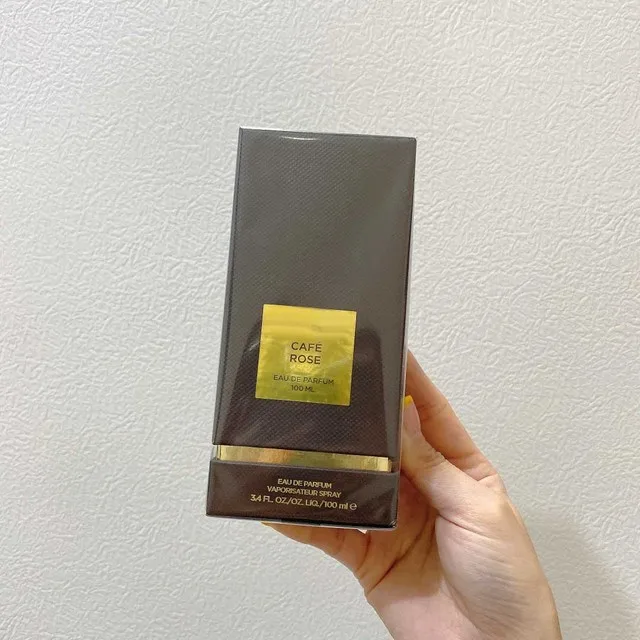 CAFE
ROSE
EAU DE PARFUM
100 ML
EAU DE PARFUM
VAPORISATEUR SPRAY
3.4 FL. OZ./OZ. LIQ./100 ml ℮